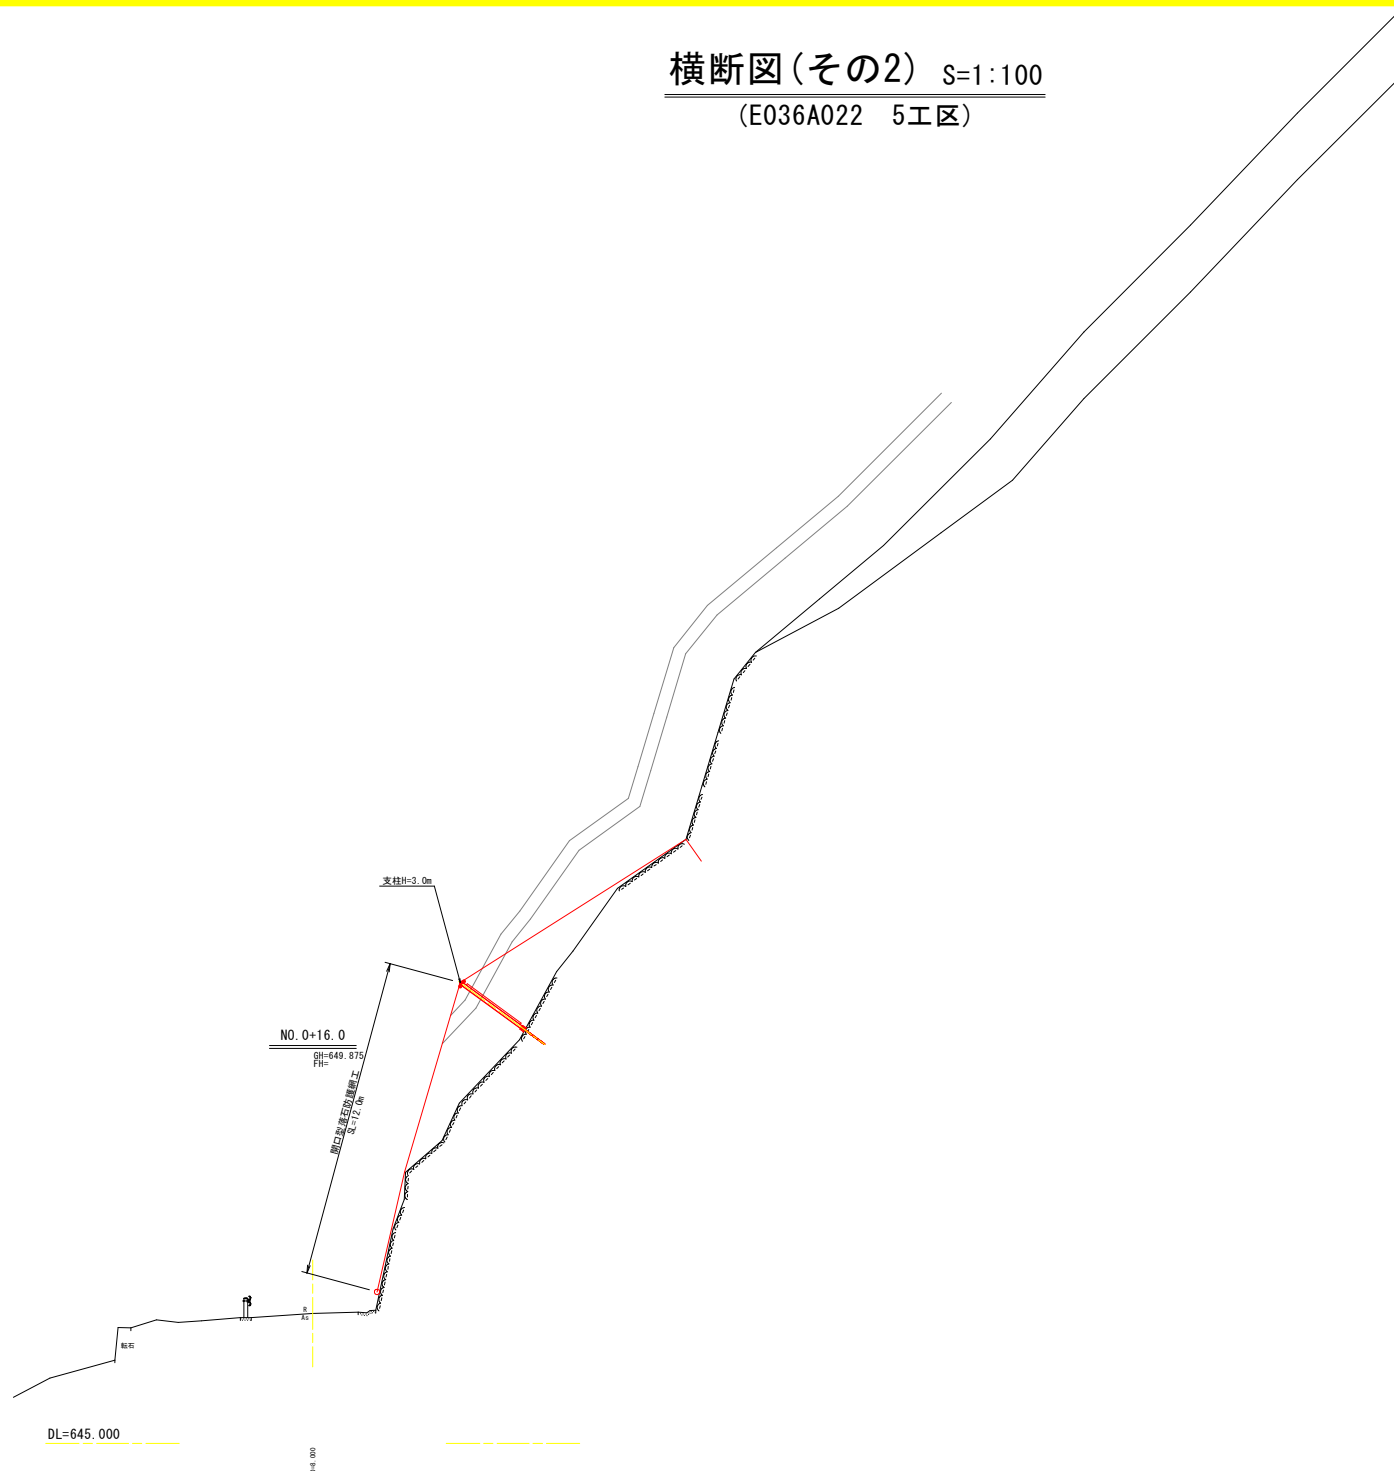 横断図(その2) S=1:100
(E036A022 5工区)
支柱H=3.0m
NO.0+16.0
GH=649.875
FH=
開口型落石防護網工
SL=12.0m
R
As
転石
DL=645.000